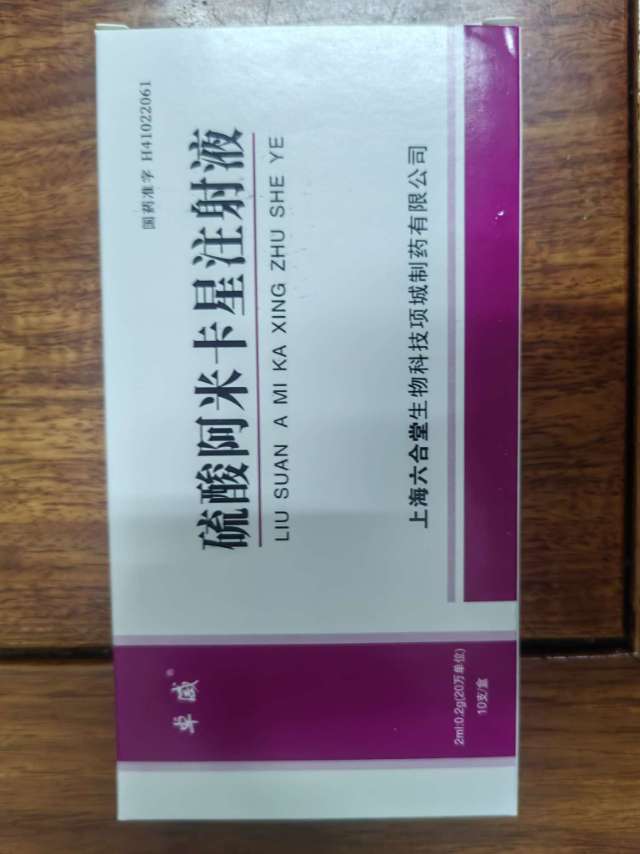 国药准字 H41022061
硫酸阿米卡星注射液
LIU SUAN A MI KA XING ZHU SHE YE
上海六合堂生物科技项城制药有限公司
卓威®
2ml:0.2g(20万单位)
10支/盒